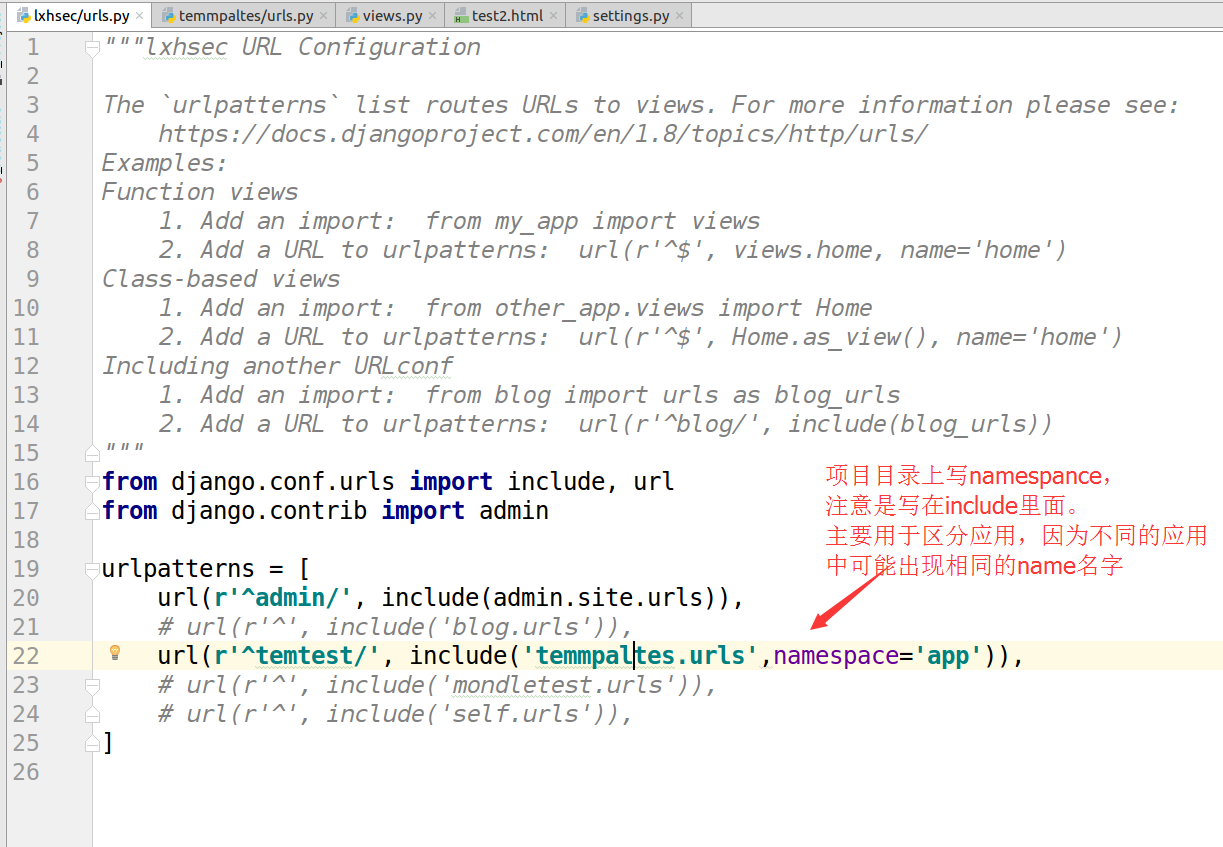 lxhsec/urls.py × temmpaltes/urls.py × views.py × test2.html × settings.py ×
1 """lxhsec URL Configuration
2
3 The `urlpatterns` list routes URLs to views. For more information please see:
4     https://docs.djangoproject.com/en/1.8/topics/http/urls/
5 Examples:
6 Function views
7     1. Add an import:  from my_app import views
8     2. Add a URL to urlpatterns:  url(r'^$', views.home, name='home')
9 Class-based views
10     1. Add an import:  from other_app.views import Home
11     2. Add a URL to urlpatterns:  url(r'^$', Home.as_view(), name='home')
12 Including another URLconf
13     1. Add an import:  from blog import urls as blog_urls
14     2. Add a URL to urlpatterns:  url(r'^blog/', include(blog_urls))
15 """
16 from django.conf.urls import include, url
17 from django.contrib import admin
18
19 urlpatterns = [
20     url(r'^admin/', include(admin.site.urls)),
21     # url(r'^', include('blog.urls')),
22     url(r'^temtest/', include('temmpaltes.urls',namespace='app')),
23     # url(r'^', include('mondletest.urls')),
24     # url(r'^', include('self.urls')),
25 ]
26
项目目录上写namespance，
注意是写在include里面。
主要用于区分应用，因为不同的应用
中可能出现相同的name名字